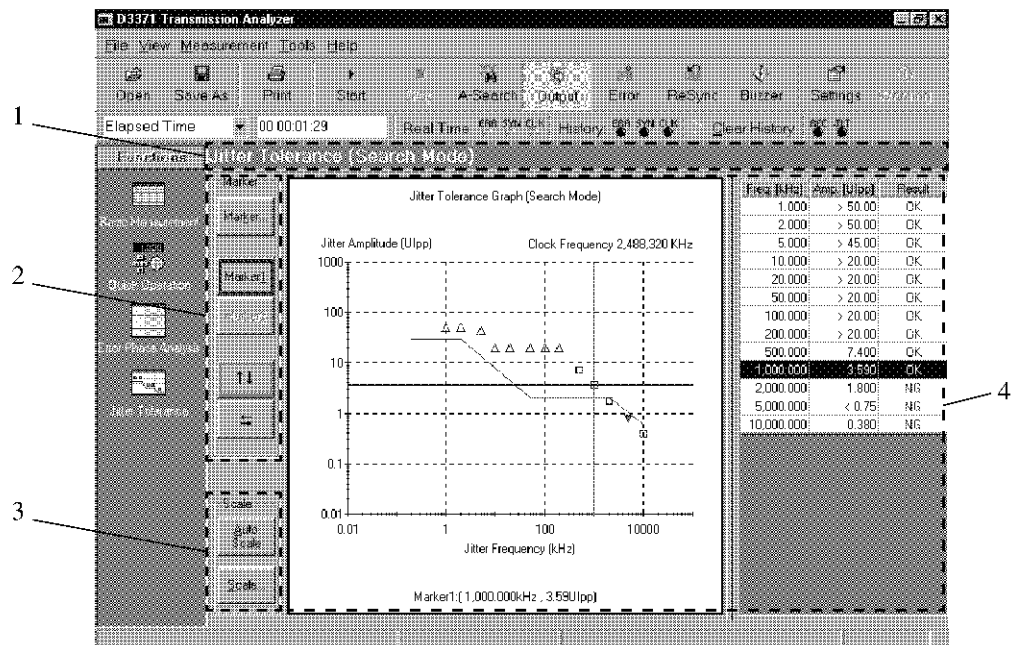 D3371 Transmission Analyzer
File View Measurement Tools Help
Open Save As Print Start A-Search Output Error ReSync Buzzer Settings
Elapsed Time 00 00:01:29 Real Time ERR SYN CLK History ERR SYN CLK Clear History
1
Functions
Jitter Tolerance (Search Mode)
Marker
Marker
Marker1
2
Error Phase Analysis
Jitter Tolerance
Scale
3
Auto Scale
Scale
Jitter Tolerance Graph (Search Mode)
Jitter Amplitude (UIpp) Clock Frequency 2,488,320 KHz
1000
100
10
1
0.1
0.01
0.01 1 100 10000
Jitter Frequency (kHz)
Marker1:( 1,000.000kHz , 3.59UIpp)
Freq. [kHz] Amp. [UIpp] Result
1.000 > 50.00 OK
2.000 > 50.00 OK
5.000 > 45.00 OK
10.000 > 20.00 OK
20.000 > 20.00 OK
50.000 > 20.00 OK
100.000 > 20.00 OK
200.000 > 20.00 OK
500.000 7.400 OK
1,000.000 3.590 OK
2,000.000 1.800 NG
5,000.000 < 0.75 NG
10,000.000 0.380 NG
4